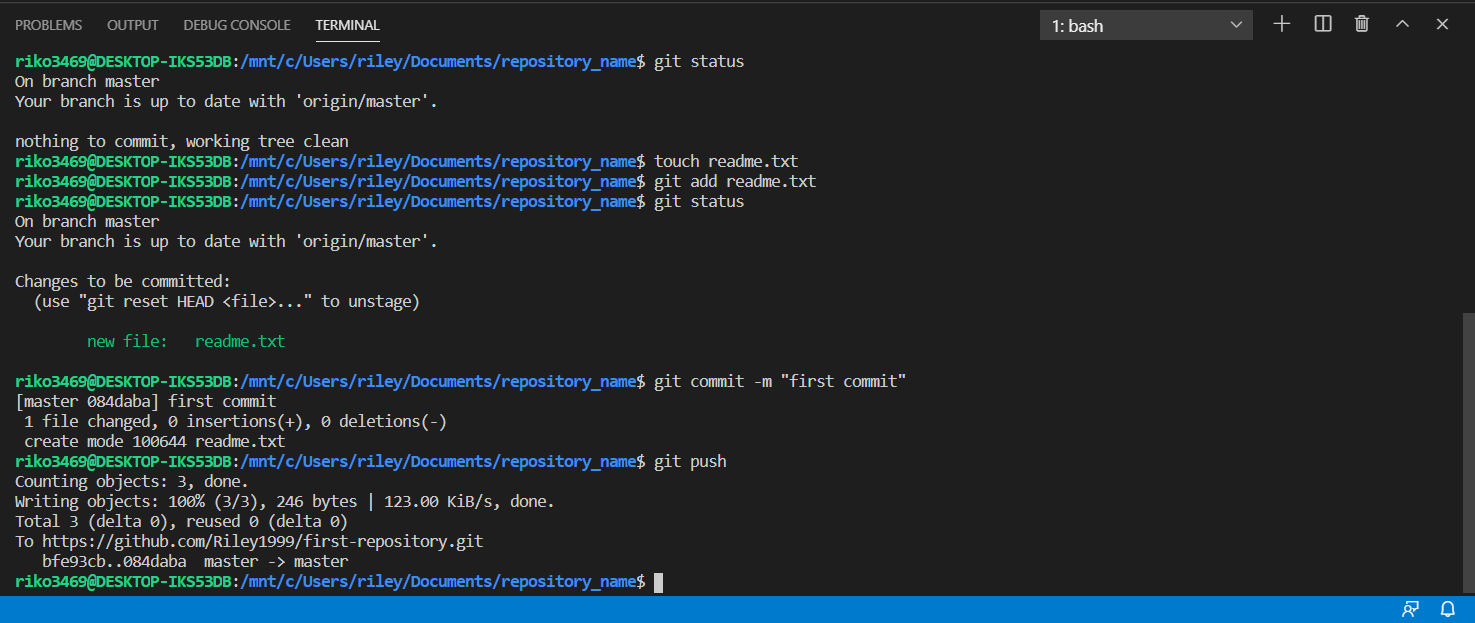 PROBLEMS OUTPUT DEBUG CONSOLE TERMINAL 1: bash
riko3469@DESKTOP-IKS53DB:/mnt/c/Users/riley/Documents/repository_name$ git status
On branch master
Your branch is up to date with 'origin/master'.
nothing to commit, working tree clean
riko3469@DESKTOP-IKS53DB:/mnt/c/Users/riley/Documents/repository_name$ touch readme.txt
riko3469@DESKTOP-IKS53DB:/mnt/c/Users/riley/Documents/repository_name$ git add readme.txt
riko3469@DESKTOP-IKS53DB:/mnt/c/Users/riley/Documents/repository_name$ git status
On branch master
Your branch is up to date with 'origin/master'.
Changes to be committed:
  (use "git reset HEAD <file>..." to unstage)
        new file:   readme.txt
riko3469@DESKTOP-IKS53DB:/mnt/c/Users/riley/Documents/repository_name$ git commit -m "first commit"
[master 084daba] first commit
 1 file changed, 0 insertions(+), 0 deletions(-)
 create mode 100644 readme.txt
riko3469@DESKTOP-IKS53DB:/mnt/c/Users/riley/Documents/repository_name$ git push
Counting objects: 3, done.
Writing objects: 100% (3/3), 246 bytes | 123.00 KiB/s, done.
Total 3 (delta 0), reused 0 (delta 0)
To https://github.com/Riley1999/first-repository.git
   bfe93cb..084daba  master -> master
riko3469@DESKTOP-IKS53DB:/mnt/c/Users/riley/Documents/repository_name$